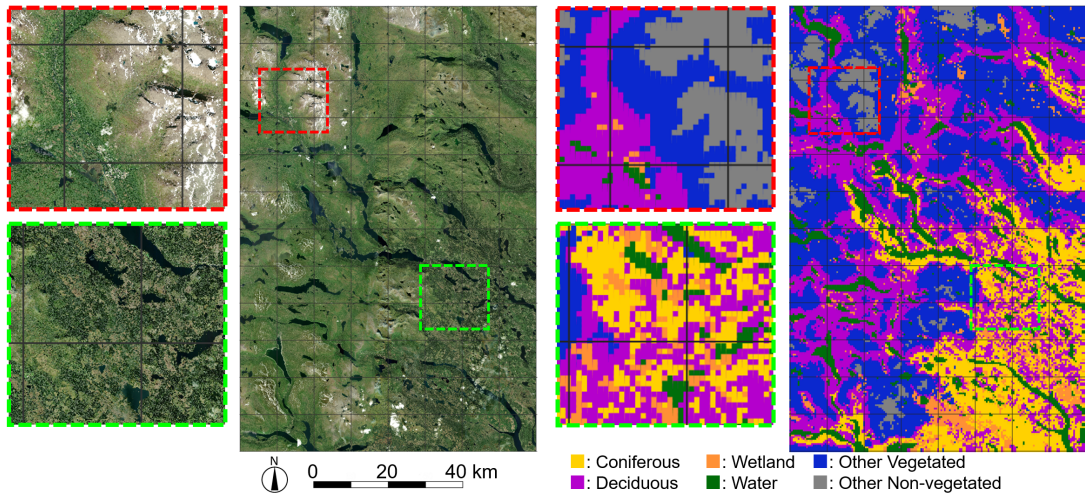 N
0 20 40 km
: Coniferous : Wetland : Other Vegetated
: Deciduous : Water : Other Non-vegetated